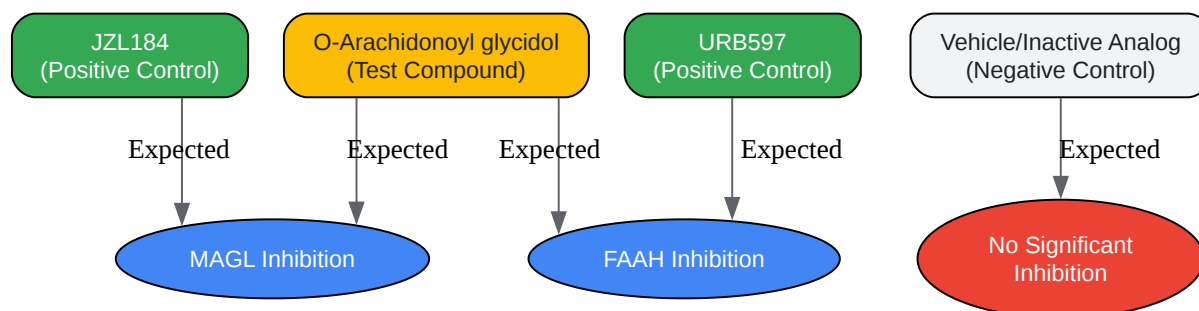 JZL184
(Positive Control)
O-Arachidonoyl glycidol
(Test Compound)
URB597
(Positive Control)
Vehicle/Inactive Analog
(Negative Control)
Expected
Expected
Expected
Expected
Expected
MAGL Inhibition
FAAH Inhibition
No Significant
Inhibition